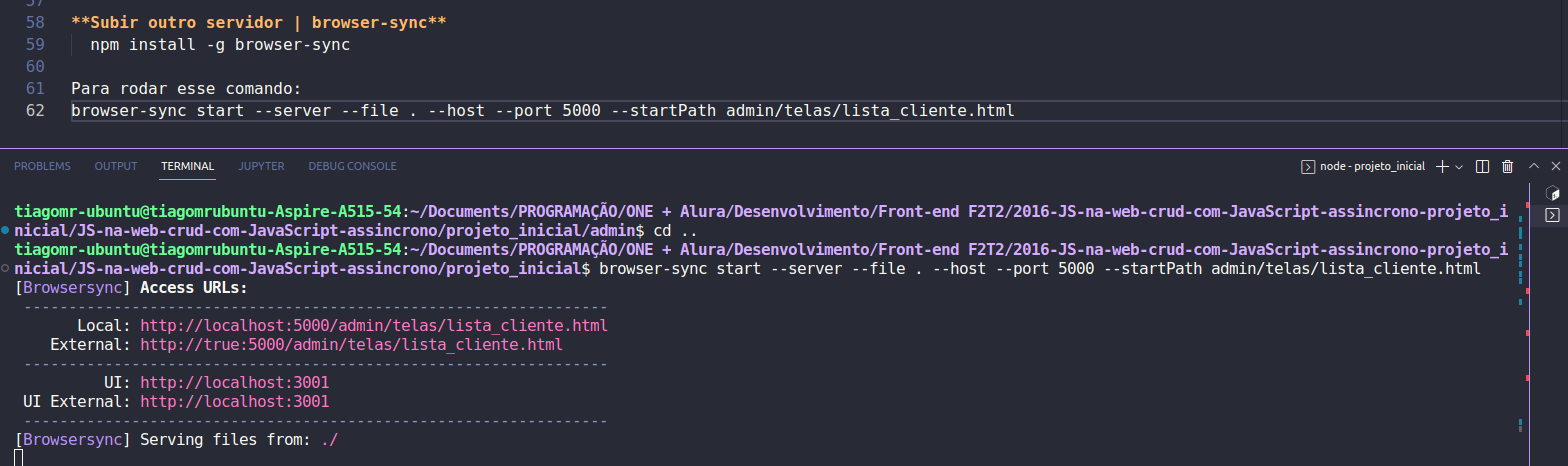 57
58 **Subir outro servidor | browser-sync**
59 npm install -g browser-sync
60
61 Para rodar esse comando:
62 browser-sync start --server --file . --host --port 5000 --startPath admin/telas/lista_cliente.html
PROBLEMS OUTPUT TERMINAL JUPYTER DEBUG CONSOLE node - projeto_inicial
tiagomr-ubuntu@tiagomrubuntu-Aspire-A515-54:~/Documents/PROGRAMAÇÃO/ONE + Alura/Desenvolvimento/Front-end F2T2/2016-JS-na-web-crud-com-JavaScript-assincrono-projeto_i
nicial/JS-na-web-crud-com-JavaScript-assincrono/projeto_inicial/admin$ cd ..
tiagomr-ubuntu@tiagomrubuntu-Aspire-A515-54:~/Documents/PROGRAMAÇÃO/ONE + Alura/Desenvolvimento/Front-end F2T2/2016-JS-na-web-crud-com-JavaScript-assincrono-projeto_i
nicial/JS-na-web-crud-com-JavaScript-assincrono/projeto_inicial$ browser-sync start --server --file . --host --port 5000 --startPath admin/telas/lista_cliente.html
[Browsersync] Access URLs:
-----------------------------------------------------------------
Local: http://localhost:5000/admin/telas/lista_cliente.html
External: http://true:5000/admin/telas/lista_cliente.html
-----------------------------------------------------------------
UI: http://localhost:3001
UI External: http://localhost:3001
-----------------------------------------------------------------
[Browsersync] Serving files from: ./